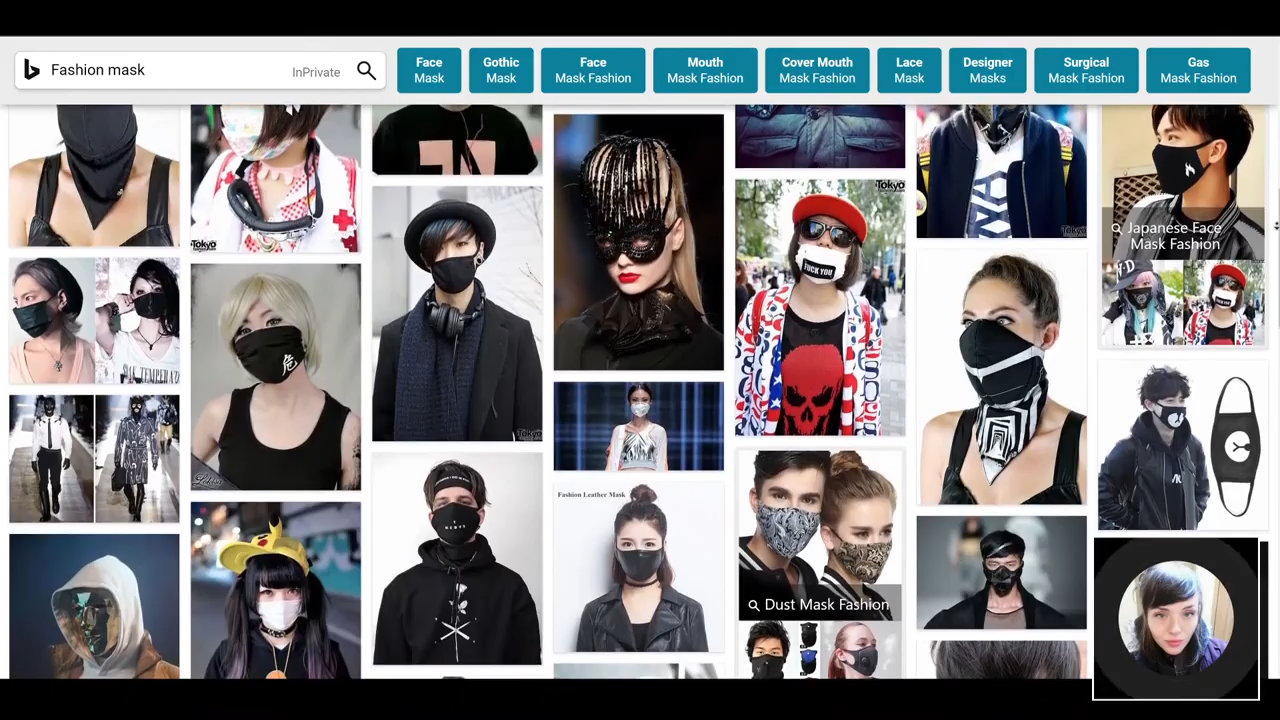 Fashion mask
InPrivate
Face
Mask
Gothic
Mask
Face
Mask Fashion
Mouth
Mask Fashion
Cover Mouth
Mask Fashion
Lace
Mask
Designer
Masks
Surgical
Mask Fashion
Gas
Mask Fashion
Tokyo
Tokyo
Japanese Face
Mask Fashion
FUCK YOU
危
Fashion Leather Mask
Dust Mask Fashion